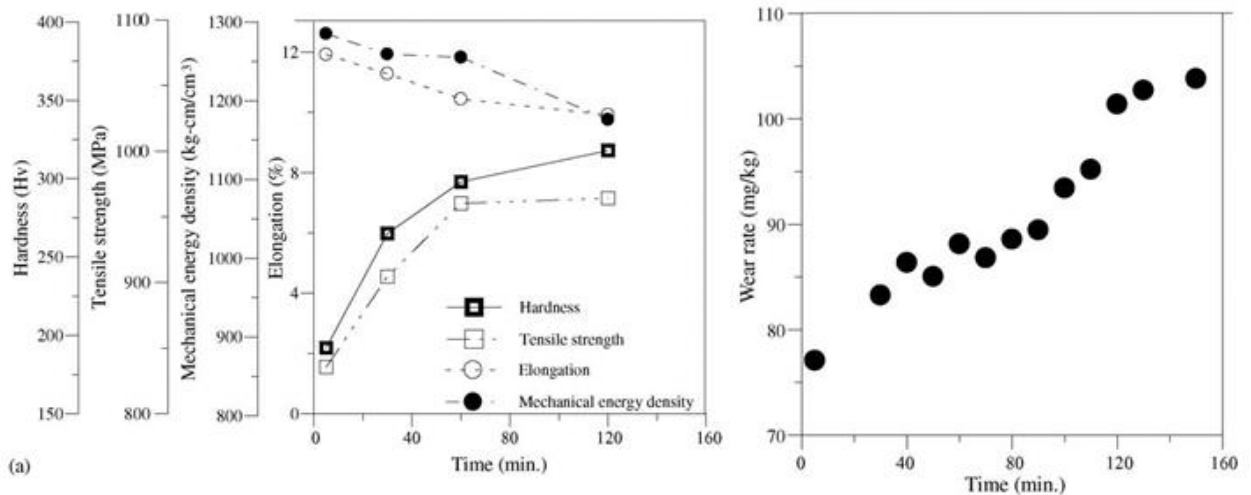 Hardness (Hv)
400
350
300
250
200
150
Tensile strength (MPa)
1100
1000
900
800
Mechanical energy density (kg-cm/cm³)
1300
1200
1100
1000
900
800
Elongation (%)
12
8
4
0
Hardness
Tensile strength
Elongation
Mechanical energy density
0 40 80 120 160
Time (min.)
(a)
Wear rate (mg/kg)
110
100
90
80
70
0 40 80 120 160
Time (min.)